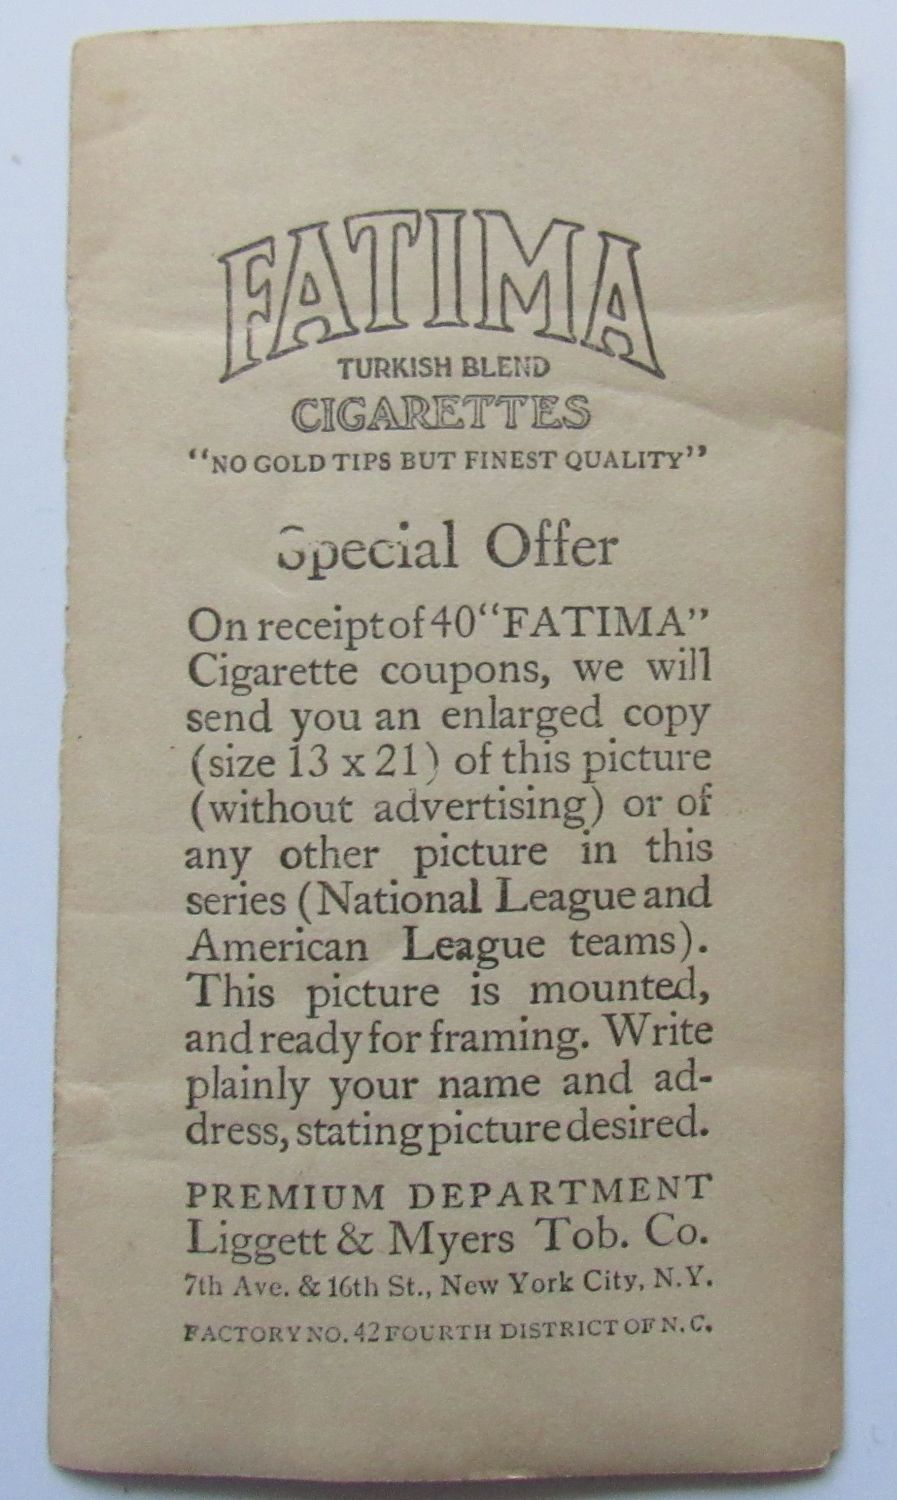 FATIMA
TURKISH BLEND
CIGARETTES
"NO GOLD TIPS BUT FINEST QUALITY"
Special Offer
On receipt of 40 "FATIMA"
Cigarette coupons, we will
send you an enlarged copy
(size 13 x 21) of this picture
(without advertising) or of
any other picture in this
series (National League and
American League teams).
This picture is mounted,
and ready for framing. Write
plainly your name and ad-
dress, stating picture desired.
PREMIUM DEPARTMENT
Liggett & Myers Tob. Co.
7th Ave. & 16th St., New York City, N.Y.
FACTORY NO. 42 FOURTH DISTRICT OF N.C.